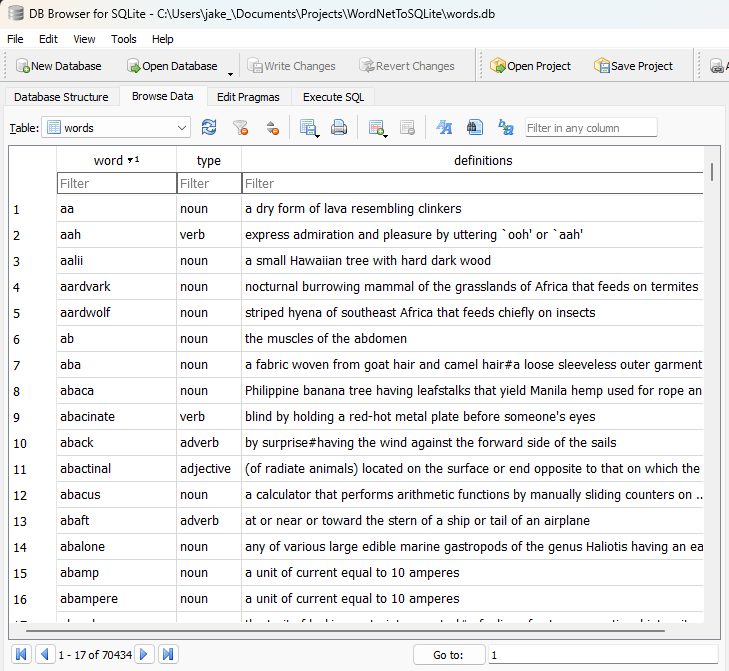 DB Browser for SQLite - C:\Users\jake_\Documents\Projects\WordNetToSQLite\words.db
File Edit View Tools Help
New Database Open Database Write Changes Revert Changes Open Project Save Project
Database Structure Browse Data Edit Pragmas Execute SQL
Table: words Filter in any column
word 1 type definitions
Filter Filter Filter
1 aa noun a dry form of lava resembling clinkers
2 aah verb express admiration and pleasure by uttering `ooh' or `aah'
3 aalii noun a small Hawaiian tree with hard dark wood
4 aardvark noun nocturnal burrowing mammal of the grasslands of Africa that feeds on termites
5 aardwolf noun striped hyena of southeast Africa that feeds chiefly on insects
6 ab noun the muscles of the abdomen
7 aba noun a fabric woven from goat hair and camel hair#a loose sleeveless outer garment
8 abaca noun Philippine banana tree having leafstalks that yield Manila hemp used for rope an
9 abacinate verb blind by holding a red-hot metal plate before someone's eyes
10 aback adverb by surprise#having the wind against the forward side of the sails
11 abactinal adjective (of radiate animals) located on the surface or end opposite to that on which the
12 abacus noun a calculator that performs arithmetic functions by manually sliding counters on ...
13 abaft adverb at or near or toward the stern of a ship or tail of an airplane
14 abalone noun any of various large edible marine gastropods of the genus Haliotis having an ea
15 abamp noun a unit of current equal to 10 amperes
16 abampere noun a unit of current equal to 10 amperes
1 - 17 of 70434 Go to: 1